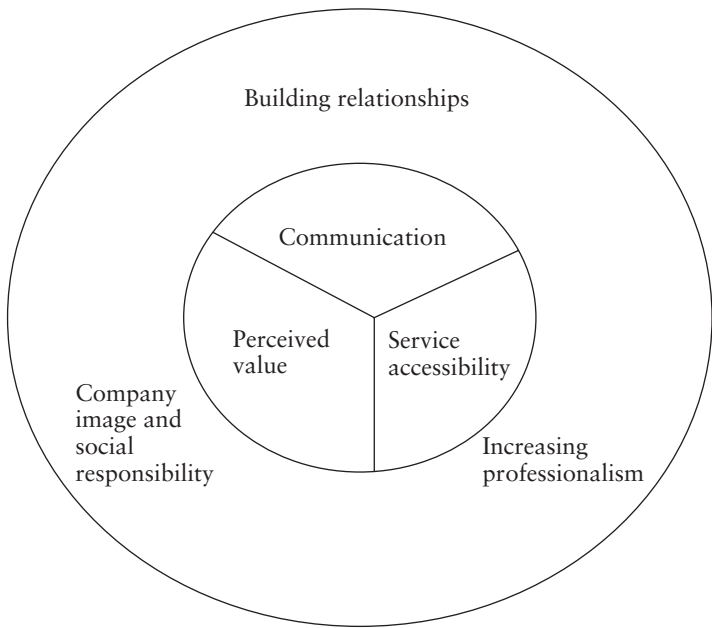 Building relationships
Communication
Perceived
value
Service
accessibility
Company
image and
social
responsibility
Increasing
professionalism